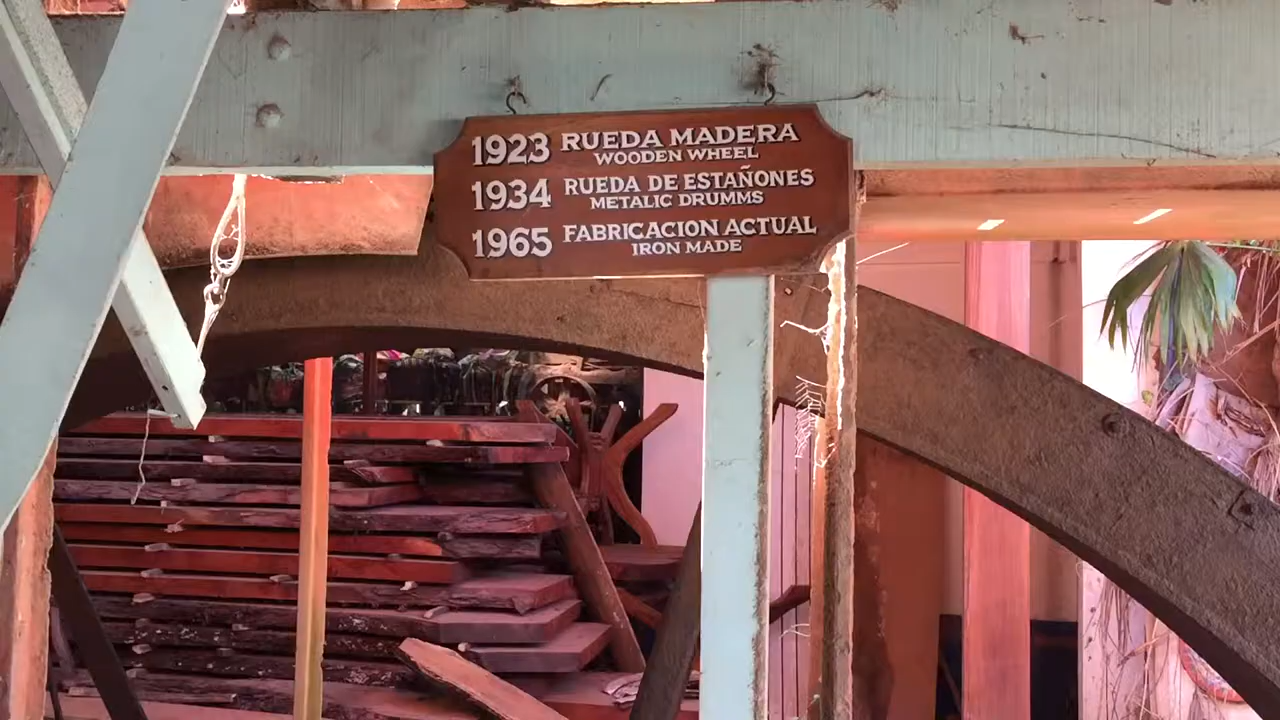 1923 RUEDA MADERA
WOODEN WHEEL
1934 RUEDA DE ESTAÑONES
METALIC DRUMMS
1965 FABRICACION ACTUAL
IRON MADE